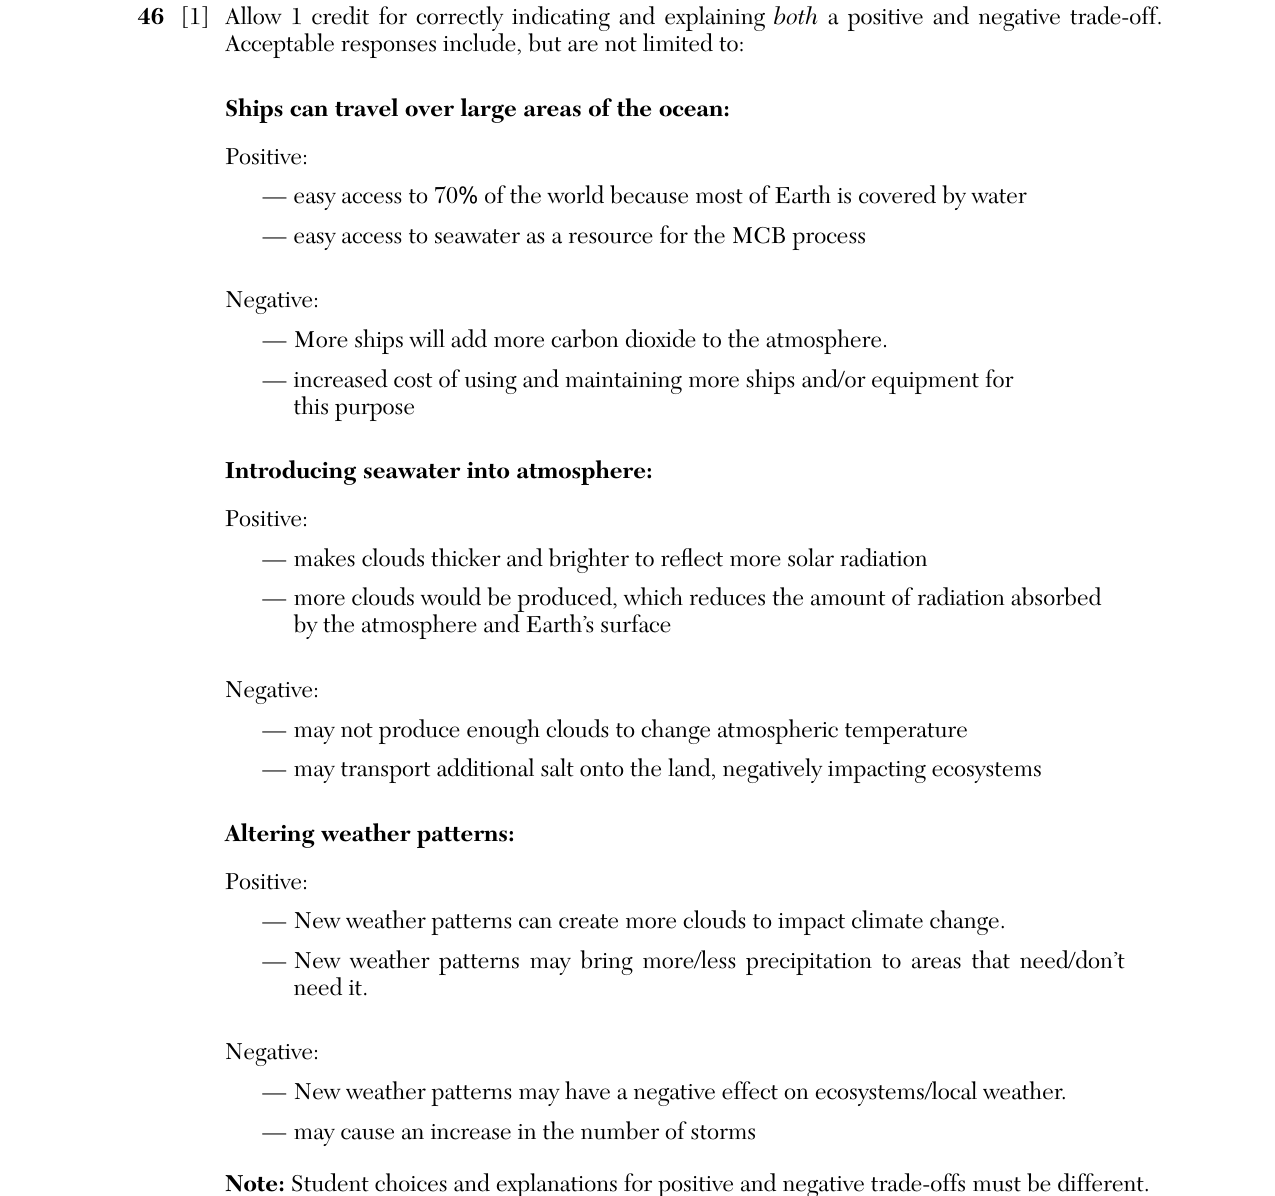 46 [1] Allow 1 credit for correctly indicating and explaining both a positive and negative trade-off.
Acceptable responses include, but are not limited to:
Ships can travel over large areas of the ocean:
Positive:
— easy access to 70% of the world because most of Earth is covered by water
— easy access to seawater as a resource for the MCB process
Negative:
— More ships will add more carbon dioxide to the atmosphere.
— increased cost of using and maintaining more ships and/or equipment for
this purpose
Introducing seawater into atmosphere:
Positive:
— makes clouds thicker and brighter to reflect more solar radiation
— more clouds would be produced, which reduces the amount of radiation absorbed
by the atmosphere and Earth’s surface
Negative:
— may not produce enough clouds to change atmospheric temperature
— may transport additional salt onto the land, negatively impacting ecosystems
Altering weather patterns:
Positive:
— New weather patterns can create more clouds to impact climate change.
— New weather patterns may bring more/less precipitation to areas that need/don’t
need it.
Negative:
— New weather patterns may have a negative effect on ecosystems/local weather.
— may cause an increase in the number of storms
Note: Student choices and explanations for positive and negative trade-offs must be different.